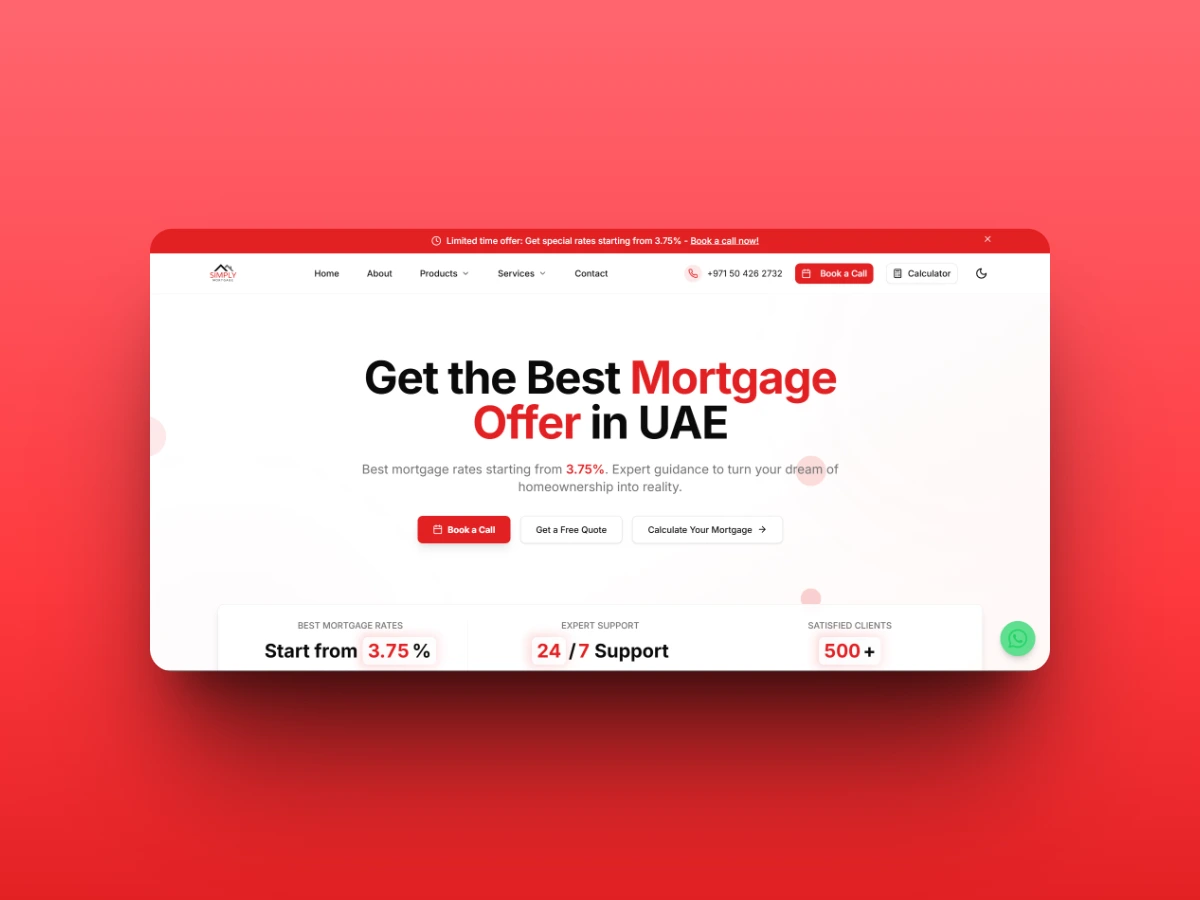 Limited time offer: Get special rates starting from 3.75% - Book a call now!
SIMPLY
MORTGAGE
Home About Products Services Contact +971 50 426 2732 Book a Call Calculator
Get the Best Mortgage
Offer in UAE
Best mortgage rates starting from 3.75%. Expert guidance to turn your dream of
homeownership into reality.
Book a Call Get a Free Quote Calculate Your Mortgage →
BEST MORTGAGE RATES EXPERT SUPPORT SATISFIED CLIENTS
Start from 3.75% 24/7 Support 500+